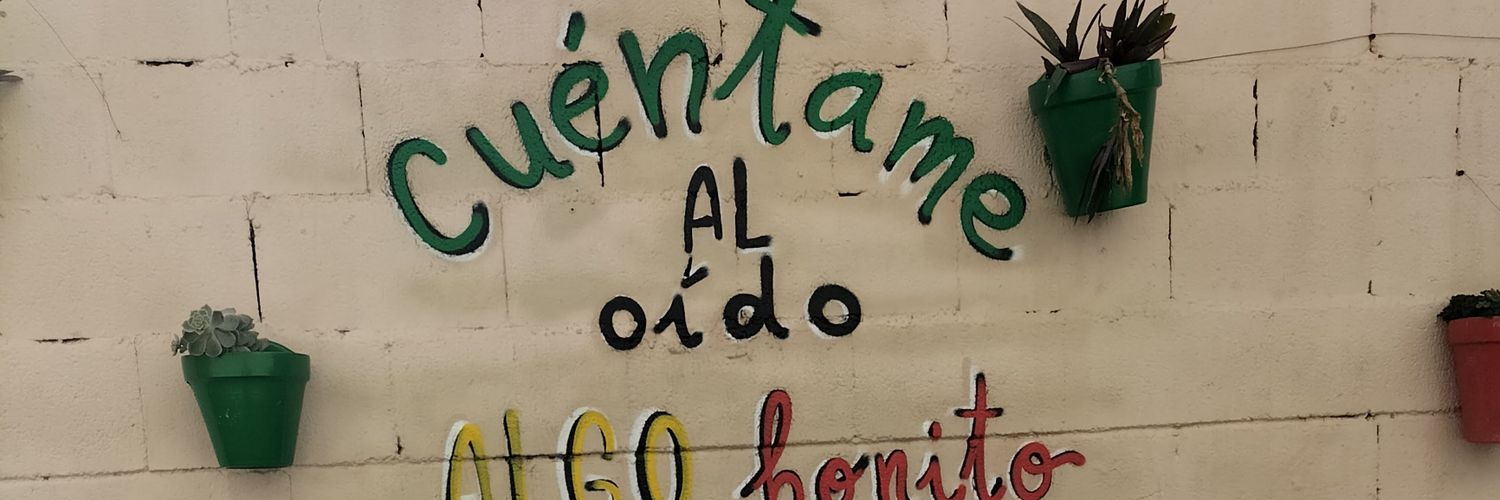 Cuéntame
AL
oído
ALGO bonito